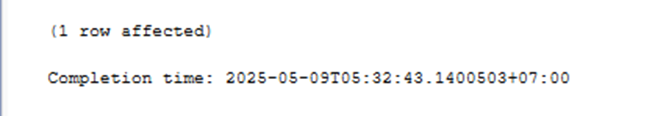 (1 row affected)
Completion time: 2025-05-09T05:32:43.1400503+07:00